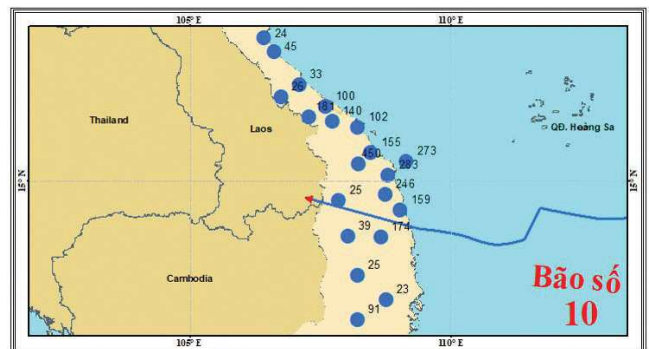 105° E
110° E
24
45
33
26
100
181
140
102
Thailand
Laos
QĐ. Hoàng Sa
155
273
450
283
15° N
15° N
246
25
159
39
174
Cambodia
25
23
91
Bão số
10
105° E
110° E